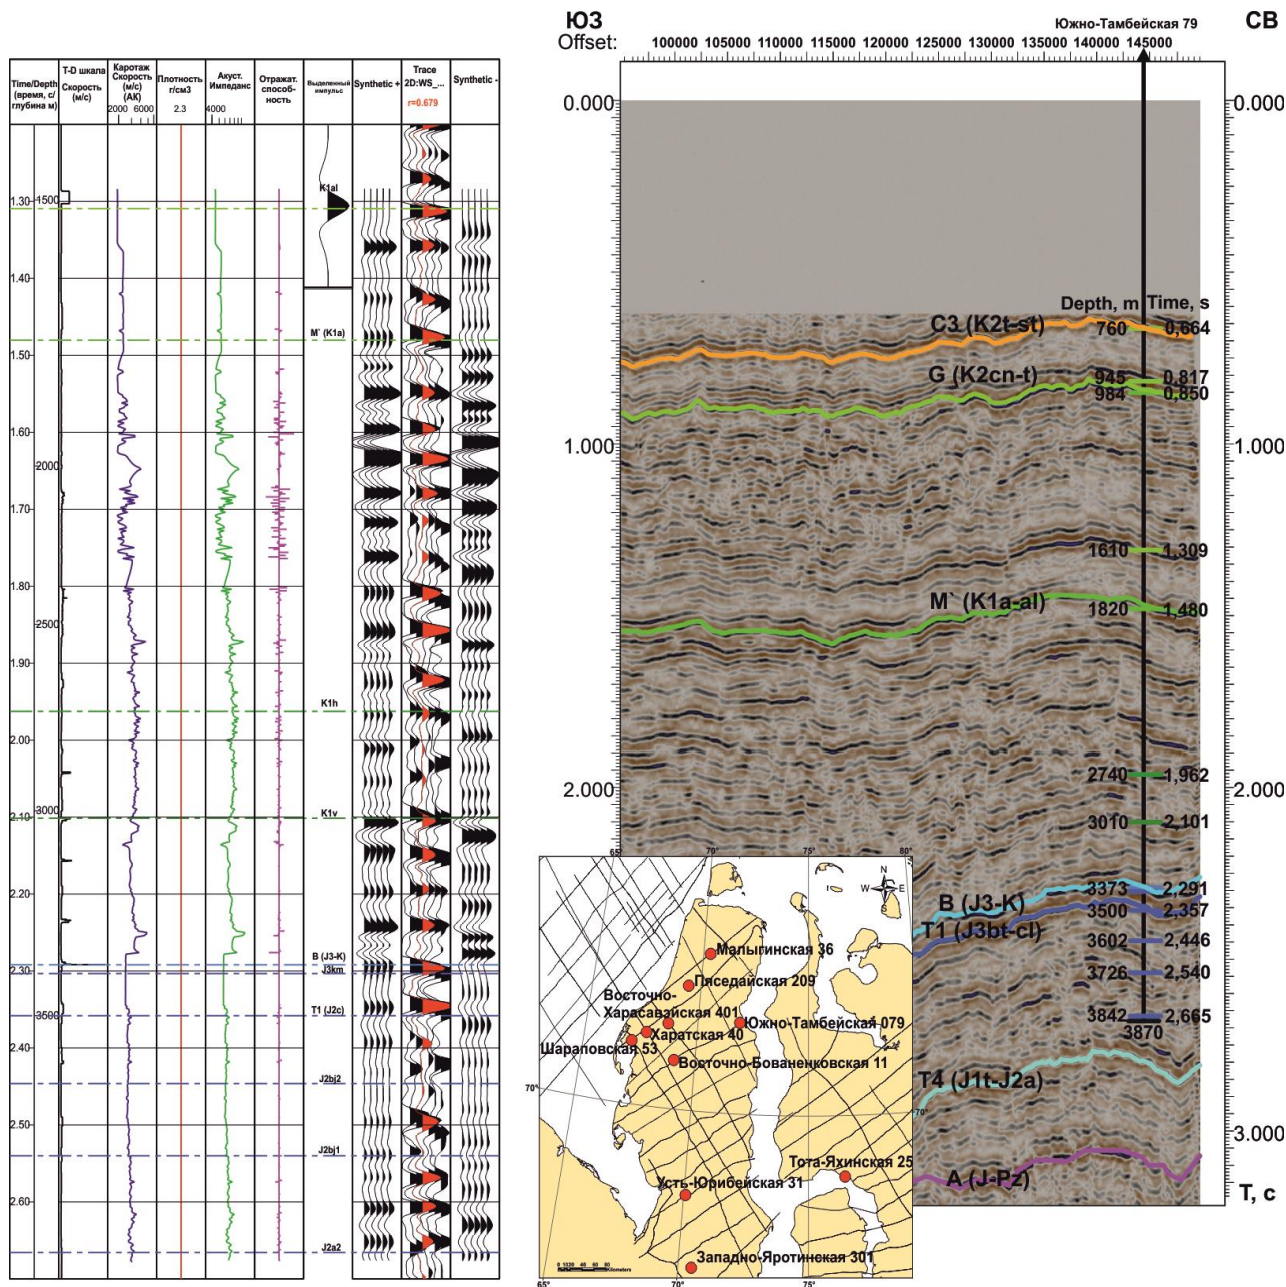 Time/Depth
(время, с/
глубина м)
Т-D шкала
Скорость
(м/с)
Каротаж
Скорость
(м/с)
(АК)
2000 6000
Плотность
г/см3
2.3
Акуст.
Импеданс
4000
Отражат.
способ-
ность
Выделенный
импульс
Synthetic +
Trace
2D:WS_...
r=0.679
Synthetic -
K1al
1.30
1500
1.40
M` (K1a)
1.50
1.60
2000
1.70
1.80
2500
1.90
K1h
2.00
3000
2.10
K1v
2.20
B (J3-K)
2.30
J3km
T1 (J2c)
3500
2.40
J2bj2
2.50
J2bj1
2.60
J2a2
ЮЗ
Южно-Тамбейская 79
СВ
Offset:
100000 105000 110000 115000 120000 125000 130000 135000 140000 145000
0.000
0.000
Depth, m
Time, s
C3 (K2t-st)
760
0,664
G (K2cn-t)
945
0,817
984
0,850
1.000
1.000
1610
1,309
M` (K1a-al)
1820
1,480
2740
1,962
2.000
2.000
3010
2,101
3373
2,291
B (J3-K)
3500
2,357
T1 (J3bt-cl)
3602
2,446
3726
2,540
3842
2,665
3870
T4 (J1t-J2a)
3.000
A (J-Pz)
T, с
65°
70°
75°
80°
N
W
E
S
Малыгинская 36
Пяседайская 209
Восточно-
Харасавэйская 401
Южно-Тамбейская 079
Харатская 40
Шараповская 53
Восточно-Бованенковская 11
70°
70°
Тота-Яхинская 25
Усть-Юрибейская 31
Западно-Яротинская 301
0 10 20 40 60 80
Kilometers
65°
70°
75°